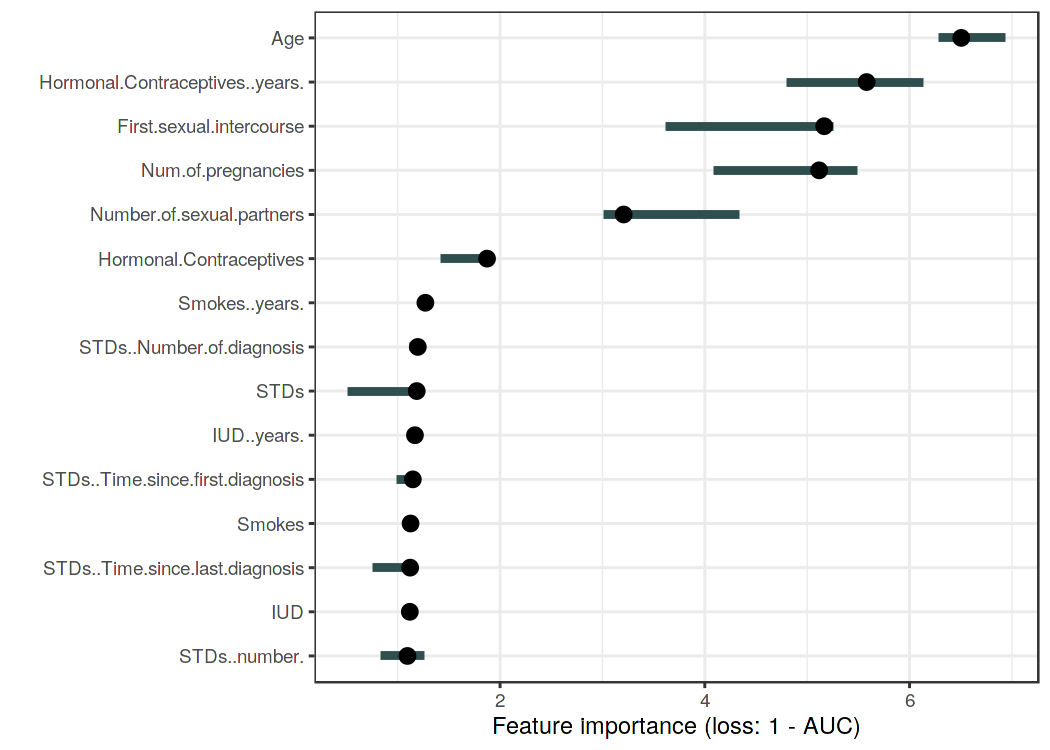 Age
Hormonal.Contraceptives..years.
First.sexual.intercourse
Num.of.pregnancies
Number.of.sexual.partners
Hormonal.Contraceptives
Smokes..years.
STDs..Number.of.diagnosis
STDs
IUD..years.
STDs..Time.since.first.diagnosis
Smokes
STDs..Time.since.last.diagnosis
IUD
STDs..number.
2 4 6
Feature importance (loss: 1 - AUC)